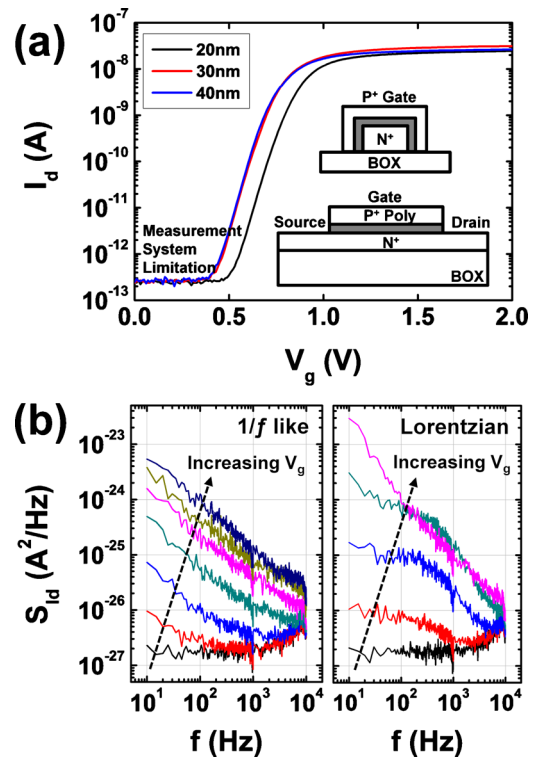 (a)
10⁻⁷
10⁻⁸
10⁻⁹
10⁻¹⁰
10⁻¹¹
10⁻¹²
10⁻¹³
I_d (A)
20nm
30nm
40nm
P⁺ Gate
N⁺
BOX
Gate
Source
P⁺ Poly
Drain
N⁺
BOX
Measurement
System
Limitation
0.0 0.5 1.0 1.5 2.0
V_g (V)
(b)
1/f like
Lorentzian
Increasing V_g
Increasing V_g
10⁻²³
10⁻²⁴
10⁻²⁵
10⁻²⁶
10⁻²⁷
S_Id (A²/Hz)
10¹ 10² 10³ 10⁴
10¹ 10² 10³ 10⁴
f (Hz)
f (Hz)